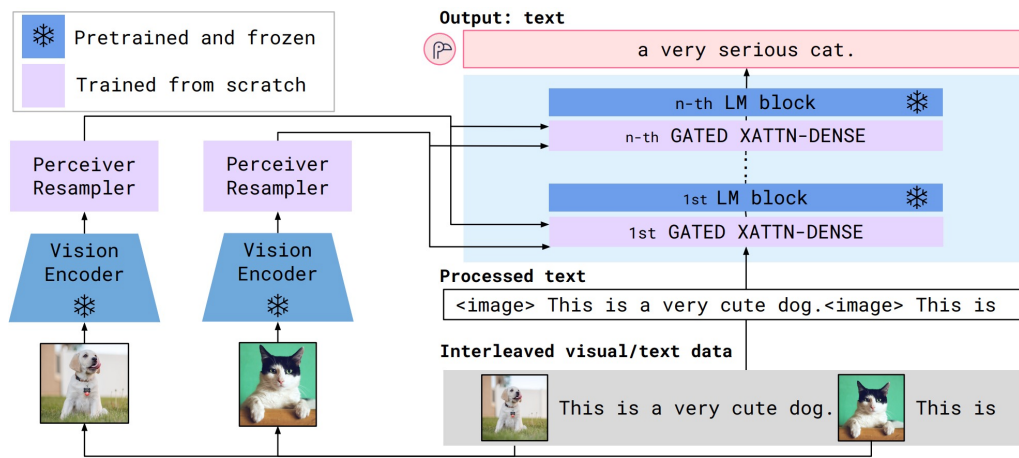 Pretrained and frozen
Trained from scratch
Perceiver
Resampler
Perceiver
Resampler
Vision
Encoder
Vision
Encoder
Output: text
a very serious cat.
n-th LM block
n-th GATED XATTN-DENSE
1st LM block
1st GATED XATTN-DENSE
Processed text
<image> This is a very cute dog.<image> This is
Interleaved visual/text data
This is a very cute dog.
This is